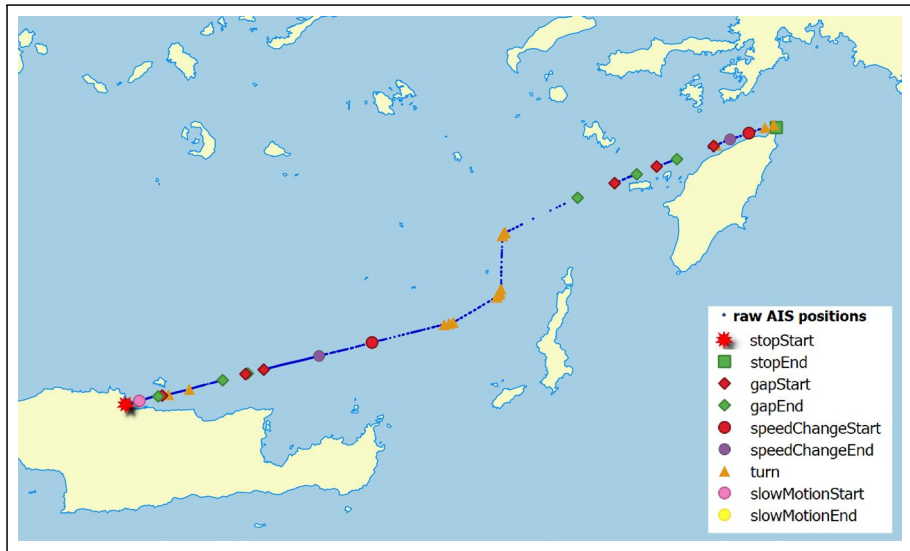 raw AIS positions
stopStart
stopEnd
gapStart
gapEnd
speedChangeStart
speedChangeEnd
turn
slowMotionStart
slowMotionEnd